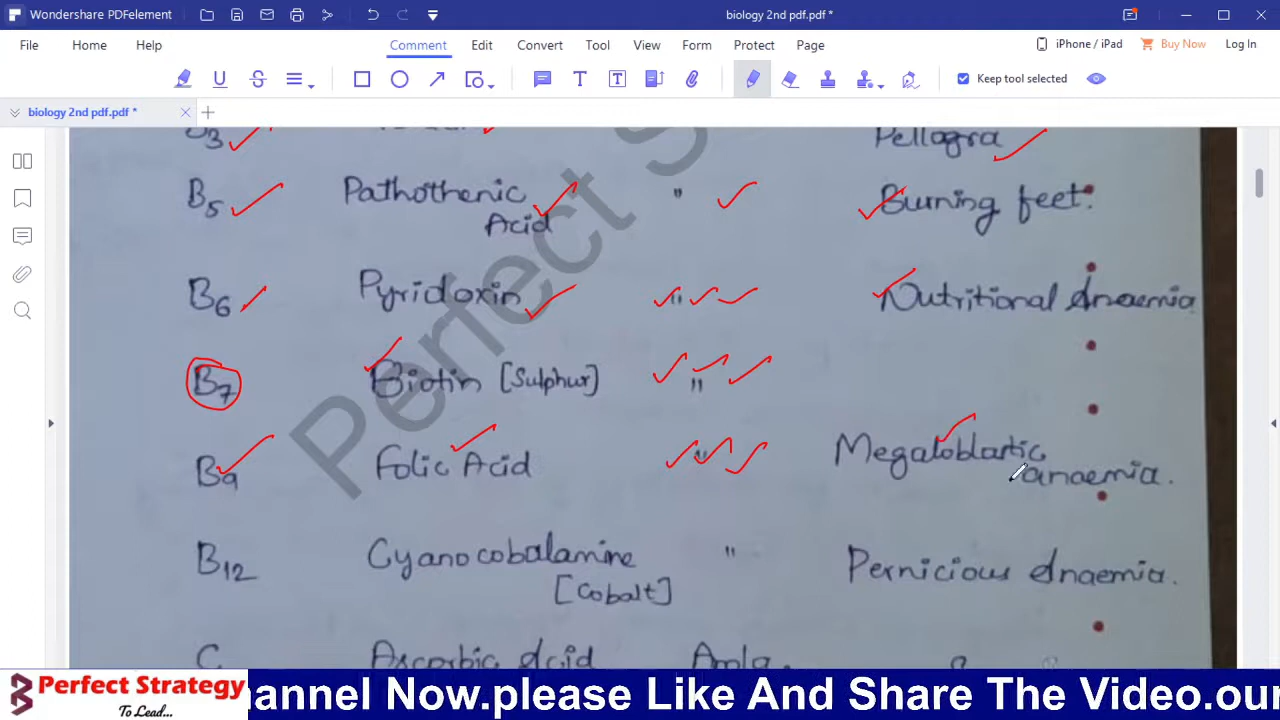 Wondershare PDFelement
biology 2nd pdf.pdf *
File Home Help Comment Edit Convert Tool View Form Protect Page iPhone / iPad Buy Now Log In
Keep tool selected
biology 2nd pdf.pdf *
Pellagra
B5 Pathothenic Acid " Burning feet.
B6 Pyridoxin " Nutritional Anaemia
B7 Biotin [Sulphur] "
B9 Folic Acid " Megaloblastic anaemia.
B12 Cyanocobalamine [Cobalt] " Pernicious Anaemia.
C Ascorbic Acid Amla.
Perfect S
Perfect Strategy
To Lead...
annel Now.please Like And Share The Video.our